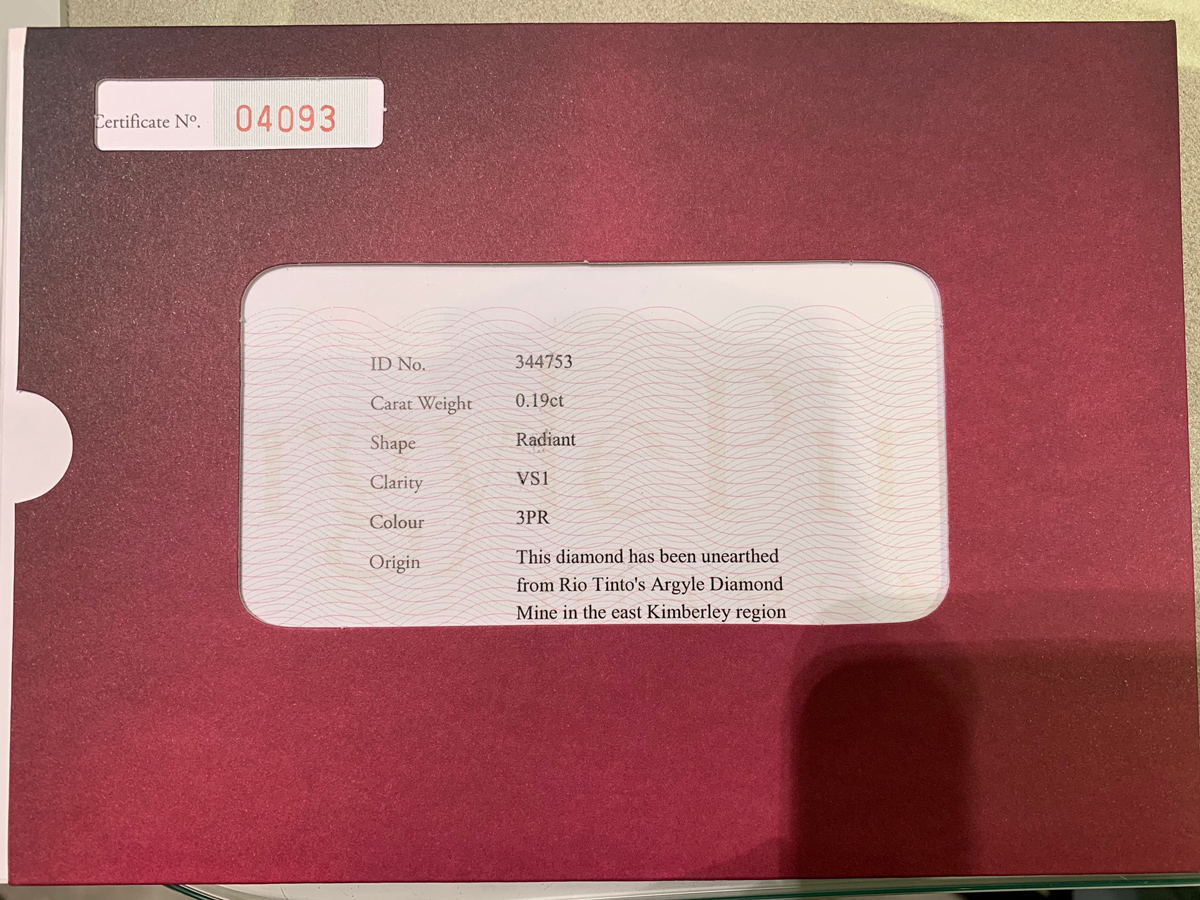 Certificate Nº. 04093
ID No. 344753
Carat Weight 0.19ct
Shape Radiant
Clarity VS1
Colour 3PR
Origin This diamond has been unearthed
from Rio Tinto's Argyle Diamond
Mine in the east Kimberley region